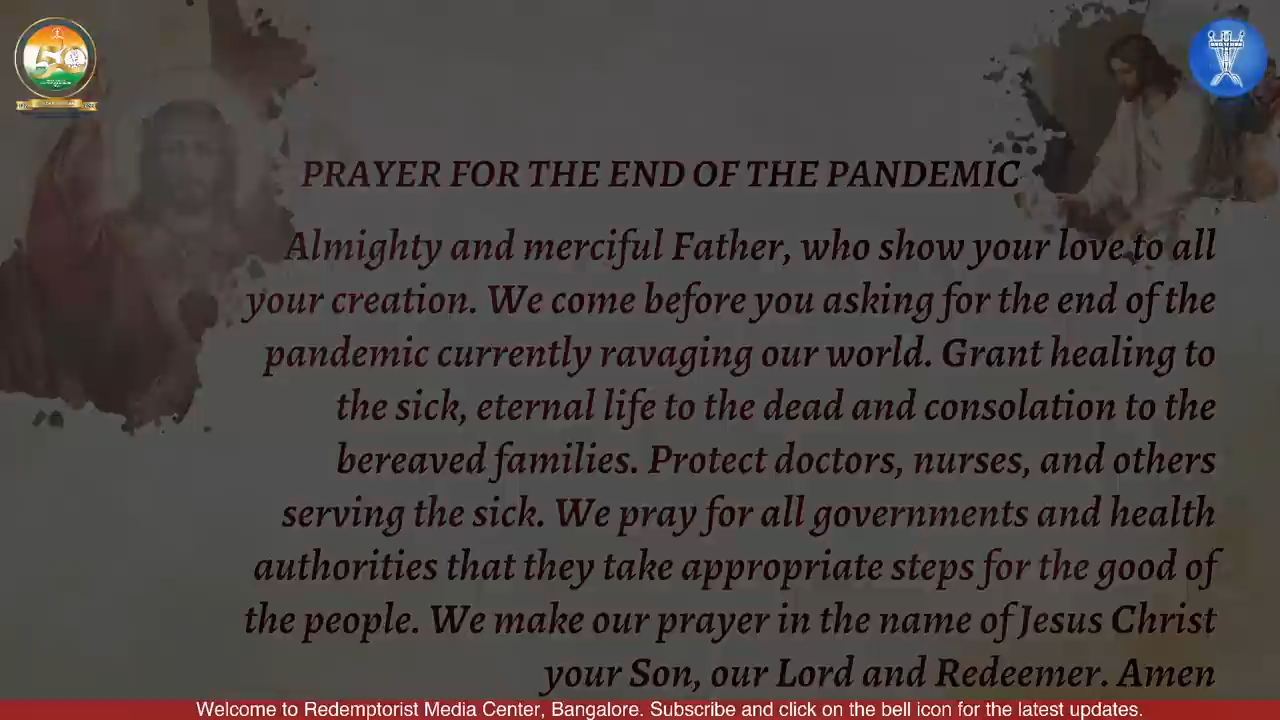 50
PRAYER FOR THE END OF THE PANDEMIC
Almighty and merciful Father, who show your love to all
your creation. We come before you asking for the end of the
pandemic currently ravaging our world. Grant healing to
the sick, eternal life to the dead and consolation to the
bereaved families. Protect doctors, nurses, and others
serving the sick. We pray for all governments and health
authorities that they take appropriate steps for the good of
the people. We make our prayer in the name of Jesus Christ
your Son, our Lord and Redeemer. Amen
Welcome to Redemptorist Media Center, Bangalore. Subscribe and click on the bell icon for the latest updates.